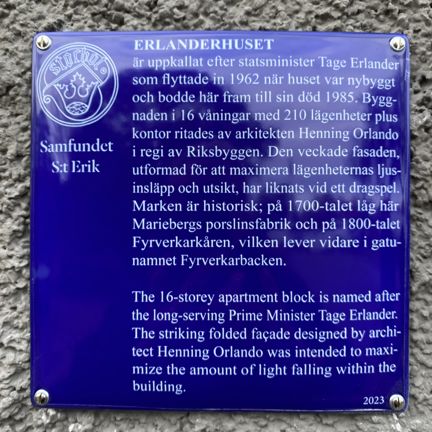 ERLANDERHUSET
är uppkallat efter statsminister Tage Erlander
som flyttade in 1962 när huset var nybyggt
och bodde här fram till sin död 1985. Bygg-
naden i 16 våningar med 210 lägenheter plus
kontor ritades av arkitekten Henning Orlando
i regi av Riksbyggen. Den veckade fasaden,
utformad för att maximera lägenheternas ljus-
insläpp och utsikt, har liknats vid ett dragspel.
Marken är historisk; på 1700-talet låg här
Mariebergs porslinsfabrik och på 1800-talet
Fyrverkarkåren, vilken lever vidare i gatu-
namnet Fyrverkarbacken.
The 16-storey apartment block is named after
the long-serving Prime Minister Tage Erlander.
The striking folded façade designed by archi-
tect Henning Orlando was intended to maxi-
mize the amount of light falling within the
building.
2023
Samfundet
S:t Erik